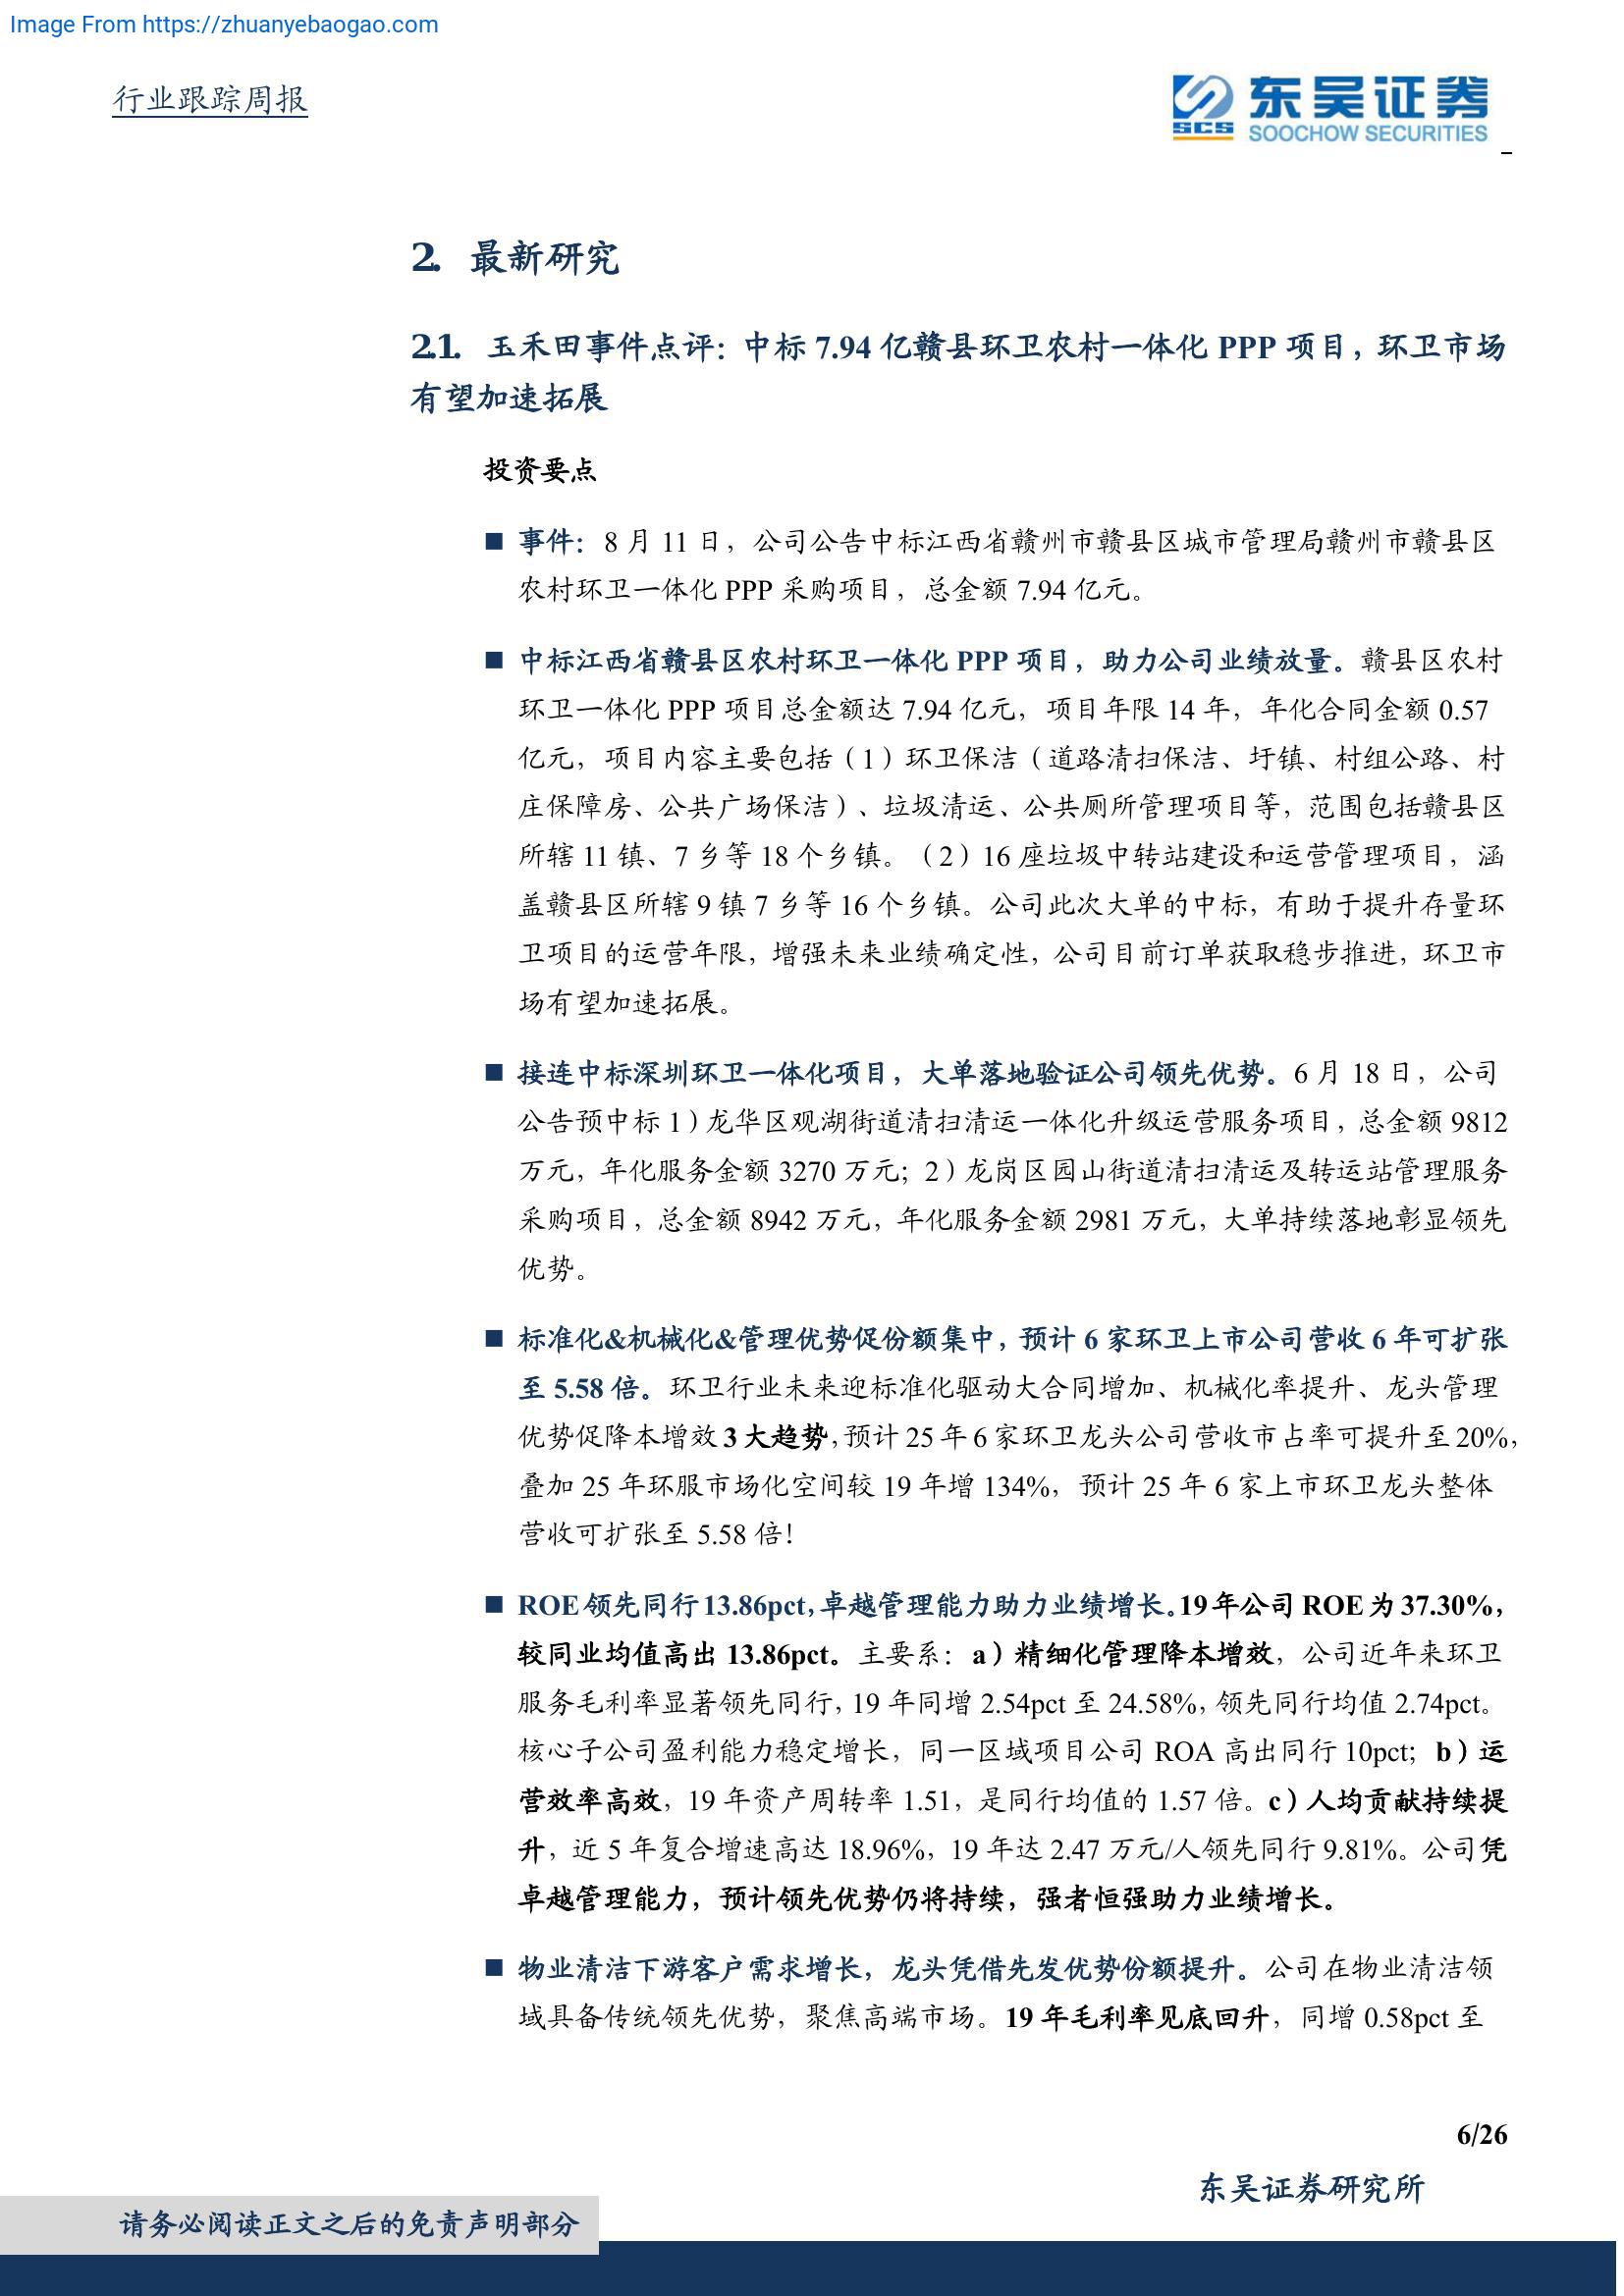 Image From https://zhuanyebaogao.com
行业跟踪周报
东吴证券
SCS
SOOCHOW SECURITIES
2. 最新研究
2.1. 玉禾田事件点评：中标 7.94 亿赣县环卫农村一体化 PPP 项目，环卫市场
有望加速拓展
投资要点
■ 事件：8 月 11 日，公司公告中标江西省赣州市赣县区城市管理局赣州市赣县区
农村环卫一体化 PPP 采购项目，总金额 7.94 亿元。
■ 中标江西省赣县区农村环卫一体化 PPP 项目，助力公司业绩放量。赣县区农村
环卫一体化 PPP 项目总金额达 7.94 亿元，项目年限 14 年，年化合同金额 0.57
亿元，项目内容主要包括（1）环卫保洁（道路清扫保洁、圩镇、村组公路、村
庄保障房、公共广场保洁）、垃圾清运、公共厕所管理项目等，范围包括赣县区
所辖 11 镇、7 乡等 18 个乡镇。（2）16 座垃圾中转站建设和运营管理项目，涵
盖赣县区所辖 9 镇 7 乡等 16 个乡镇。公司此次大单的中标，有助于提升存量环
卫项目的运营年限，增强未来业绩确定性，公司目前订单获取稳步推进，环卫市
场有望加速拓展。
■ 接连中标深圳环卫一体化项目，大单落地验证公司领先优势。6 月 18 日，公司
公告预中标 1）龙华区观湖街道清扫清运一体化升级运营服务项目，总金额 9812
万元，年化服务金额 3270 万元；2）龙岗区园山街道清扫清运及转运站管理服务
采购项目，总金额 8942 万元，年化服务金额 2981 万元，大单持续落地彰显领先
优势。
■ 标准化&机械化&管理优势促份额集中，预计 6 家环卫上市公司营收 6 年可扩张
至 5.58 倍。环卫行业未来迎标准化驱动大合同增加、机械化率提升、龙头管理
优势促降本增效 3 大趋势，预计 25 年 6 家环卫龙头公司营收市占率可提升至 20%，
叠加 25 年环服市场化空间较 19 年增 134%，预计 25 年 6 家上市环卫龙头整体
营收可扩张至 5.58 倍！
■ ROE 领先同行 13.86pct，卓越管理能力助力业绩增长。19 年公司 ROE 为 37.30%，
较同业均值高出 13.86pct。主要系：a）精细化管理降本增效，公司近年来环卫
服务毛利率显著领先同行，19 年同增 2.54pct 至 24.58%，领先同行均值 2.74pct。
核心子公司盈利能力稳定增长，同一区域项目公司 ROA 高出同行 10pct；b）运
营效率高效，19 年资产周转率 1.51，是同行均值的 1.57 倍。c）人均贡献持续提
升，近 5 年复合增速高达 18.96%，19 年达 2.47 万元/人领先同行 9.81%。公司凭
卓越管理能力，预计领先优势仍将持续，强者恒强助力业绩增长。
■ 物业清洁下游客户需求增长，龙头凭借先发优势份额提升。公司在物业清洁领
域具备传统领先优势，聚焦高端市场。19 年毛利率见底回升，同增 0.58pct 至
6/26
东吴证券研究所
请务必阅读正文之后的免责声明部分